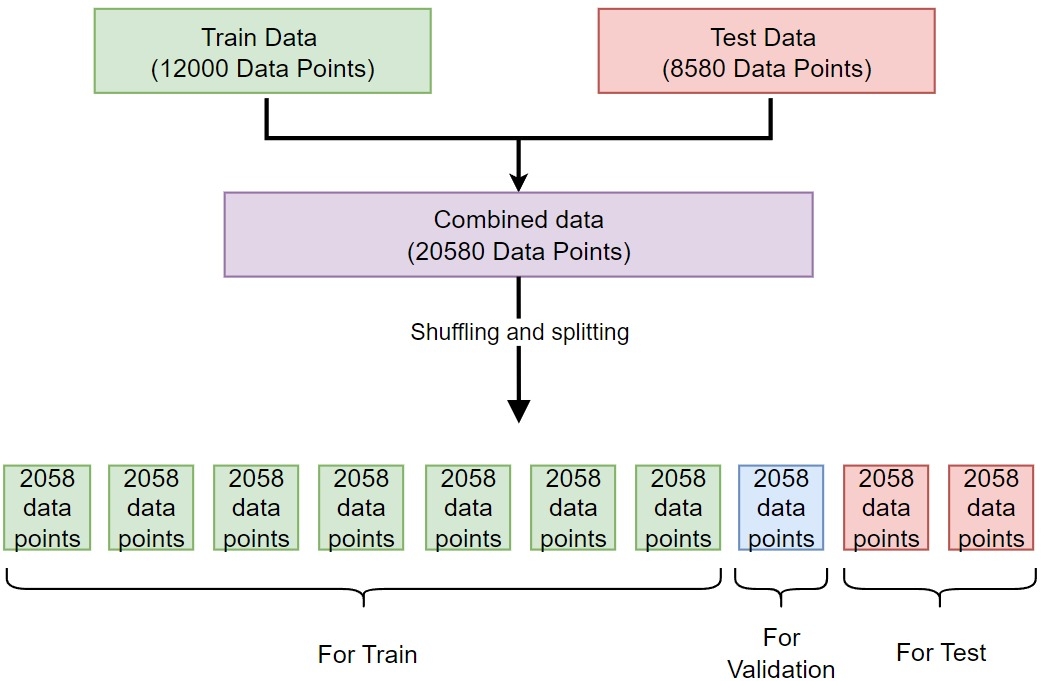 Train Data
(12000 Data Points)
Test Data
(8580 Data Points)
Combined data
(20580 Data Points)
Shuffling and splitting
2058
data
points
2058
data
points
2058
data
points
2058
data
points
2058
data
points
2058
data
points
2058
data
points
2058
data
points
2058
data
points
2058
data
points
For Train
For
Validation
For Test